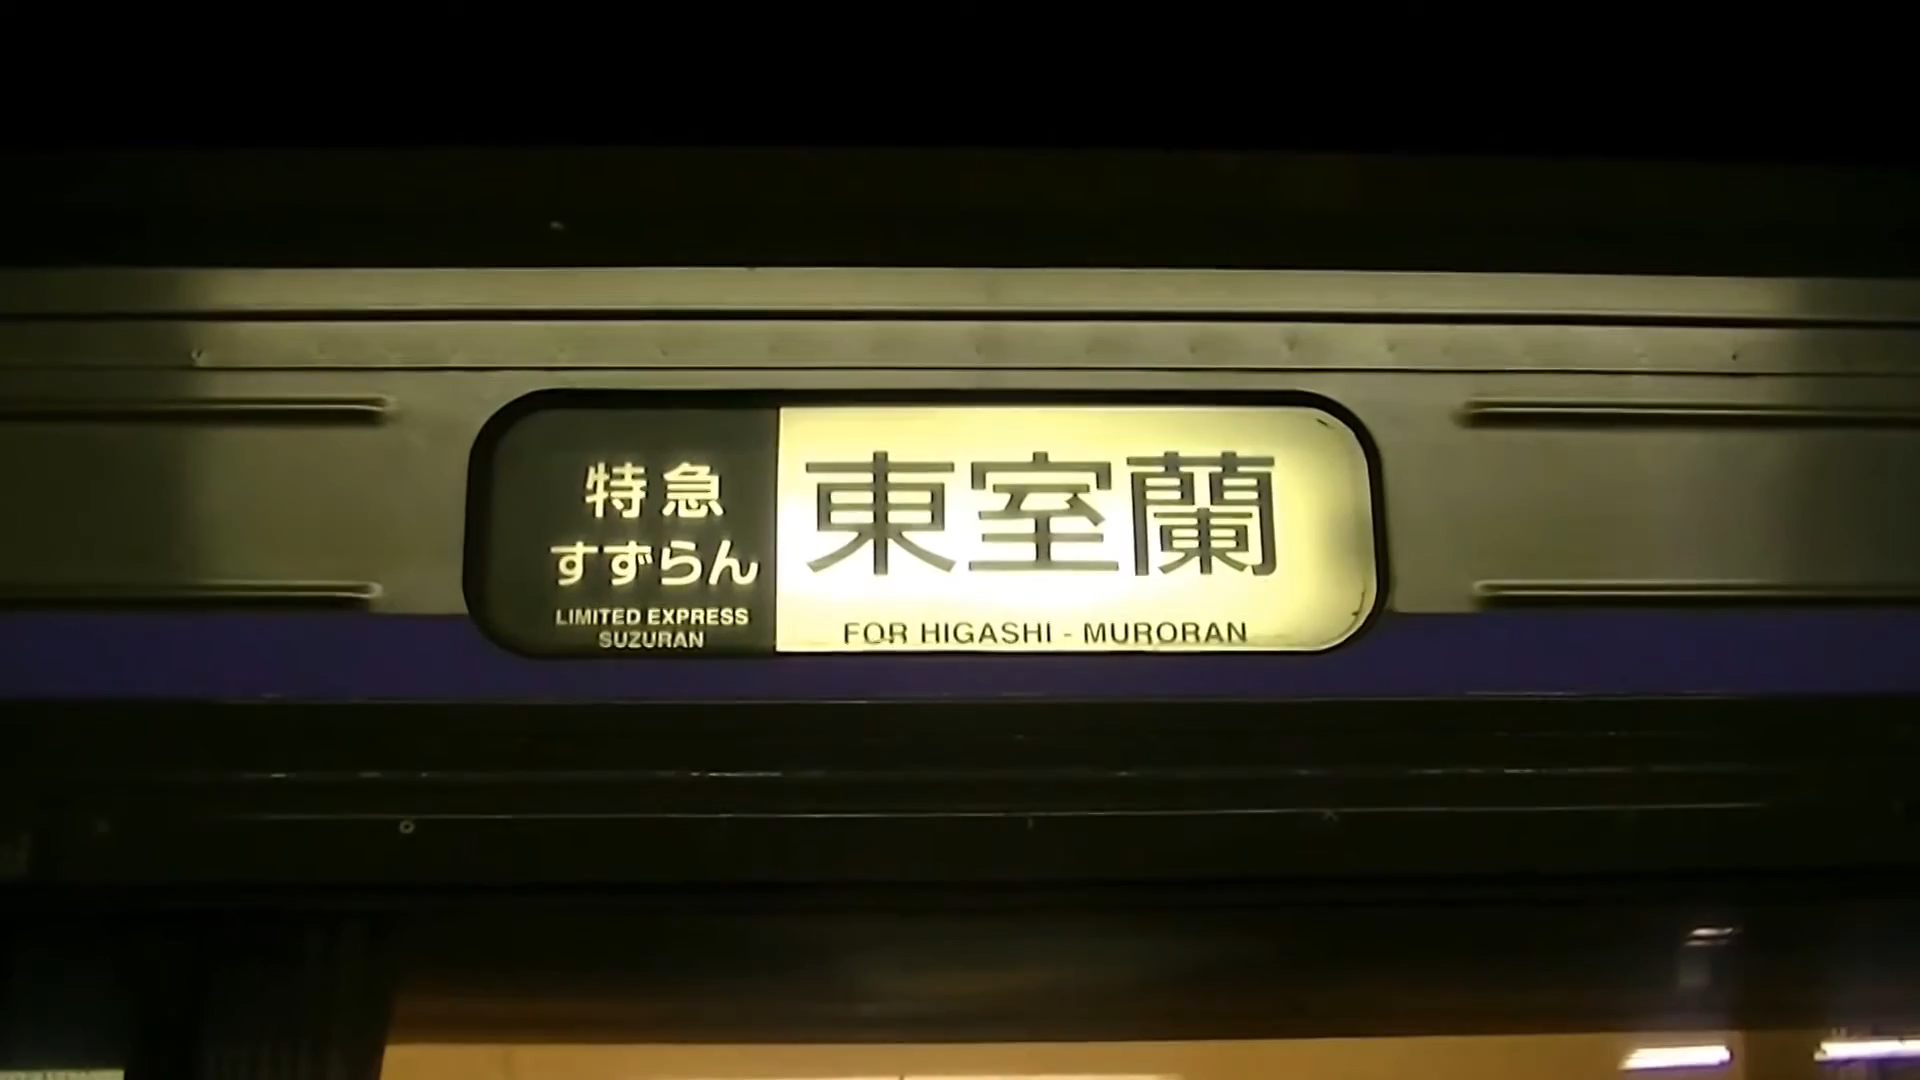 特急
すずらん
LIMITED EXPRESS
SUZURAN
東室蘭
FOR HIGASHI - MURORAN